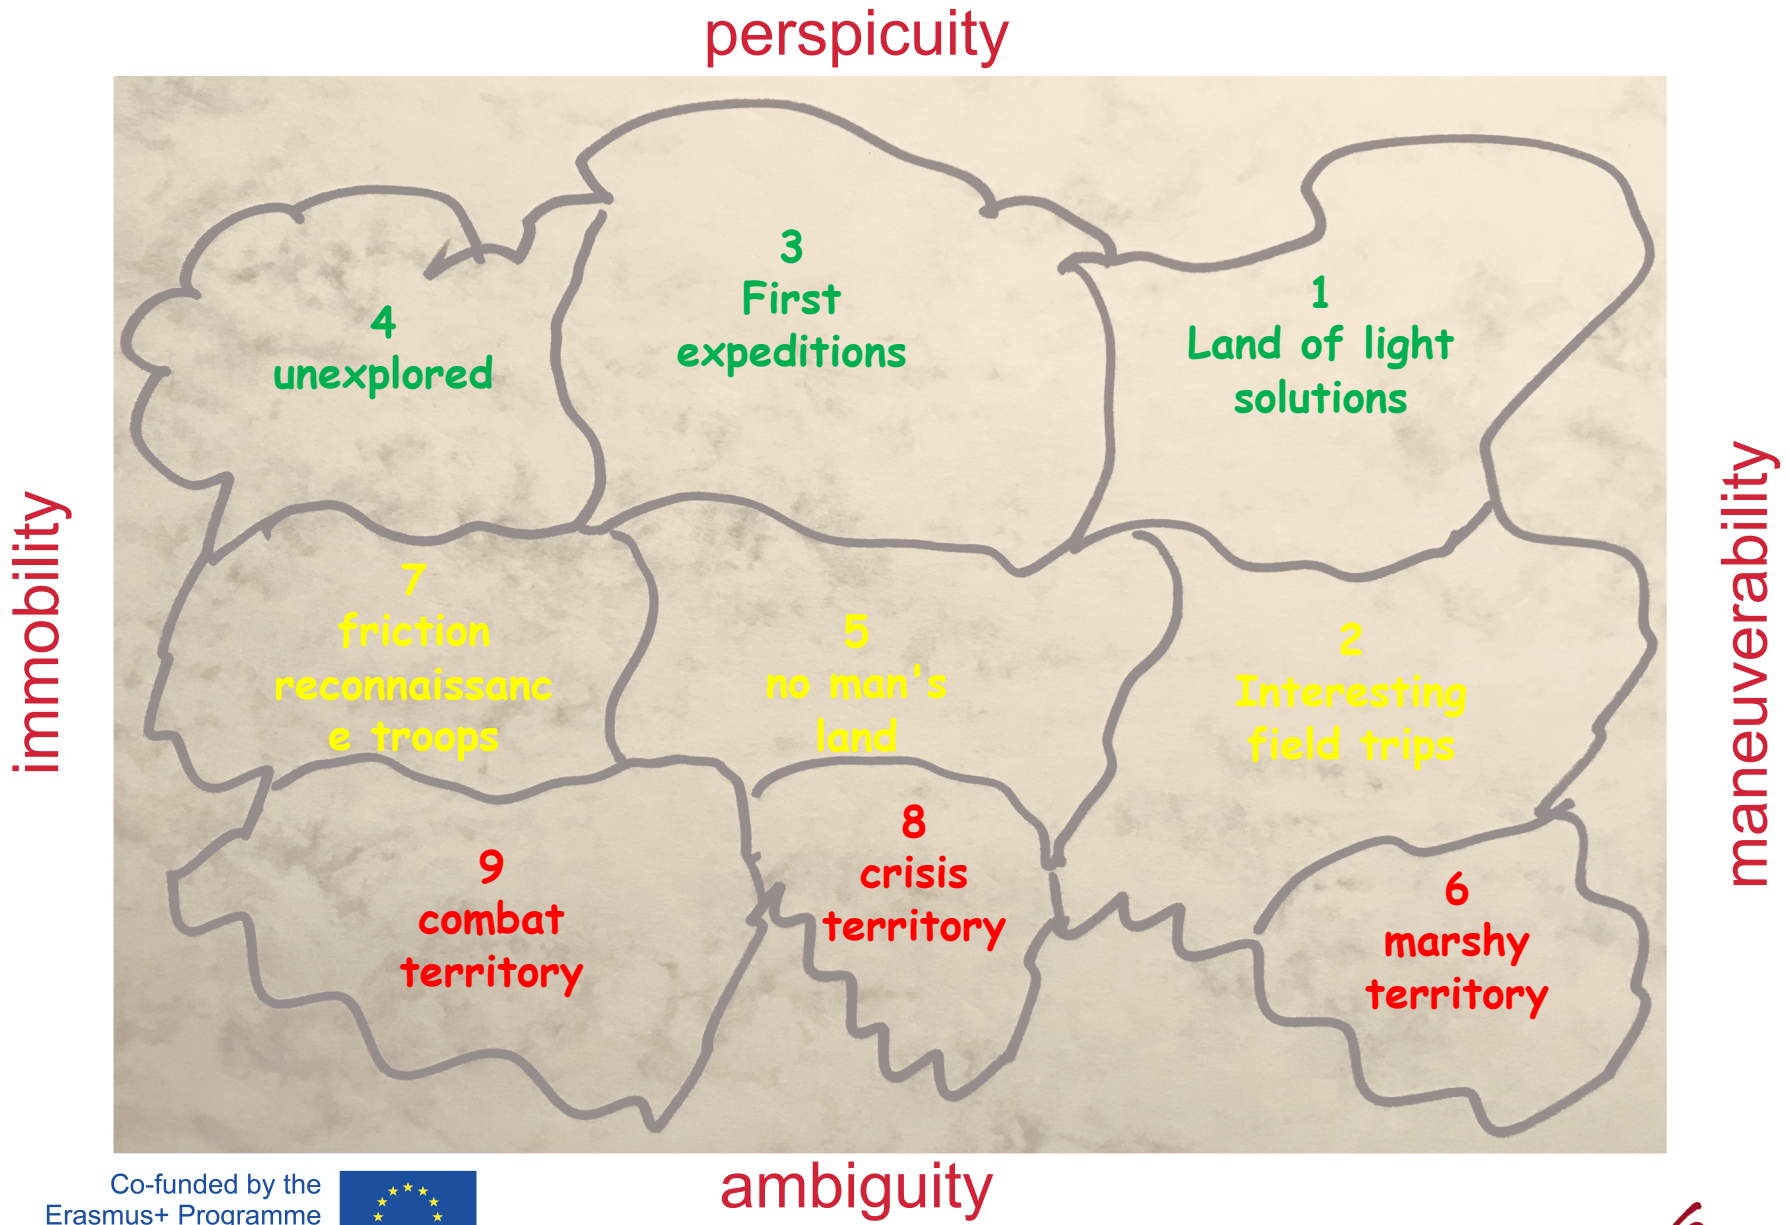 perspicuity
3
First
expeditions
1
Land of light
solutions
4
unexplored
immobility
maneuverability
7
friction
reconnaissanc
e troops
5
no man's
land
2
Interesting
field trips
8
crisis
territory
9
combat
territory
6
marshy
territory
ambiguity
Co-funded by the
Erasmus+ Programme